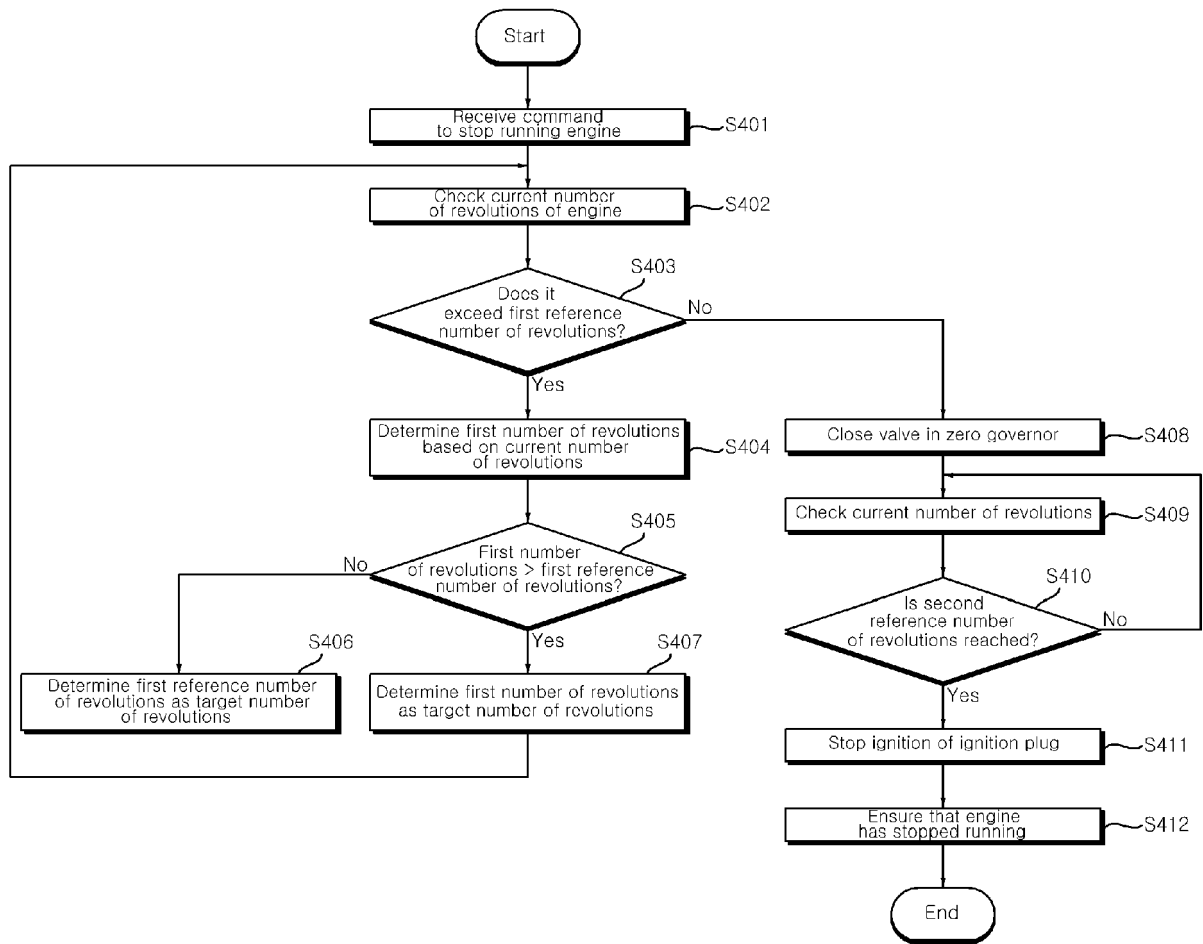 Start
Receive command
to stop running engine
S401
Check current number
of revolutions of engine
S402
S403
Does it
exceed first reference
number of revolutions?
No
Yes
Determine first number of revolutions
based on current number
of revolutions
S404
S405
First number
of revolutions > first reference
number of revolutions?
No
Yes
S406
Determine first reference number
of revolutions as target number
of revolutions
S407
Determine first number of revolutions
as target number of revolutions
Close valve in zero governor
S408
Check current number of revolutions
S409
S410
Is second
reference number
of revolutions reached?
No
Yes
Stop ignition of ignition plug
S411
Ensure that engine
has stopped running
S412
End